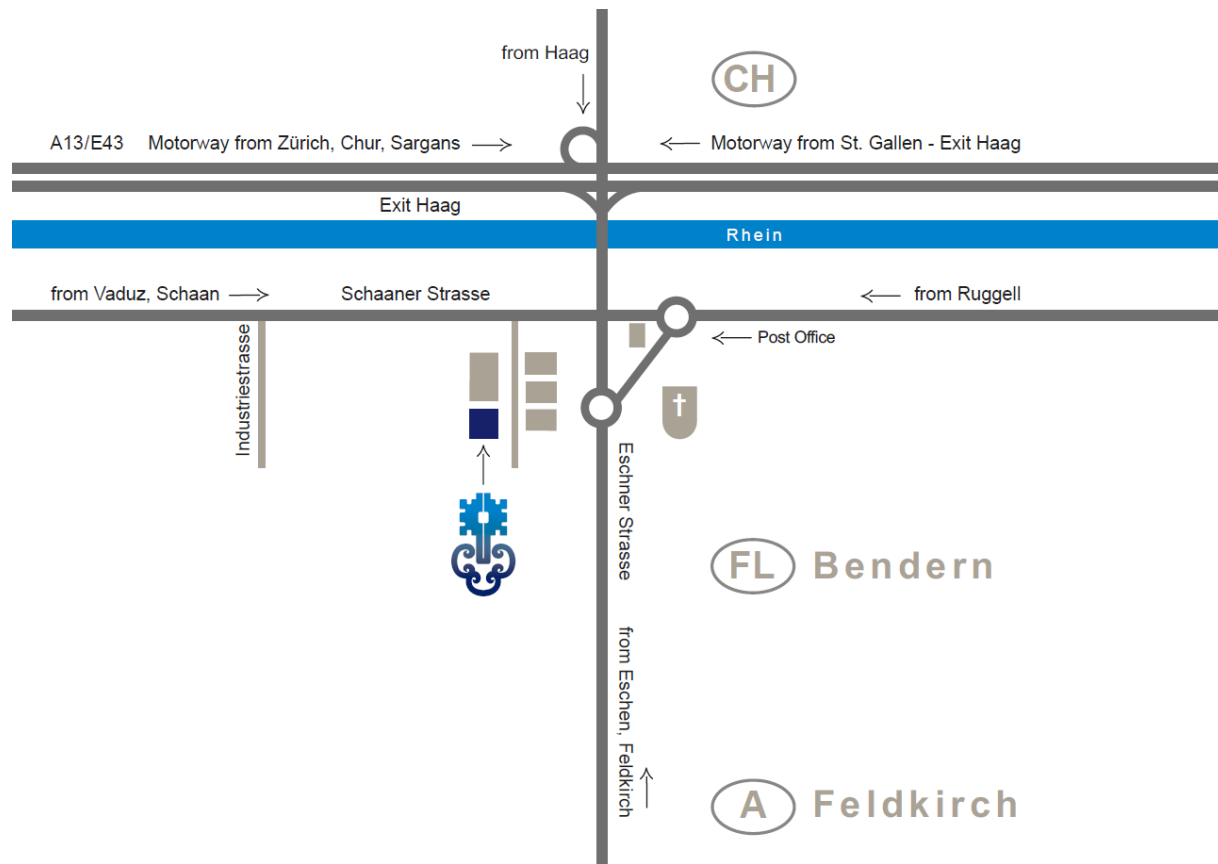 from Haag
CH
A13/E43 Motorway from Zürich, Chur, Sargans
Motorway from St. Gallen - Exit Haag
Exit Haag
Rhein
from Vaduz, Schaan
Schaaner Strasse
from Ruggell
Post Office
Industriestrasse
Eschner Strasse
FL Bendern
from Eschen, Feldkirch
A Feldkirch